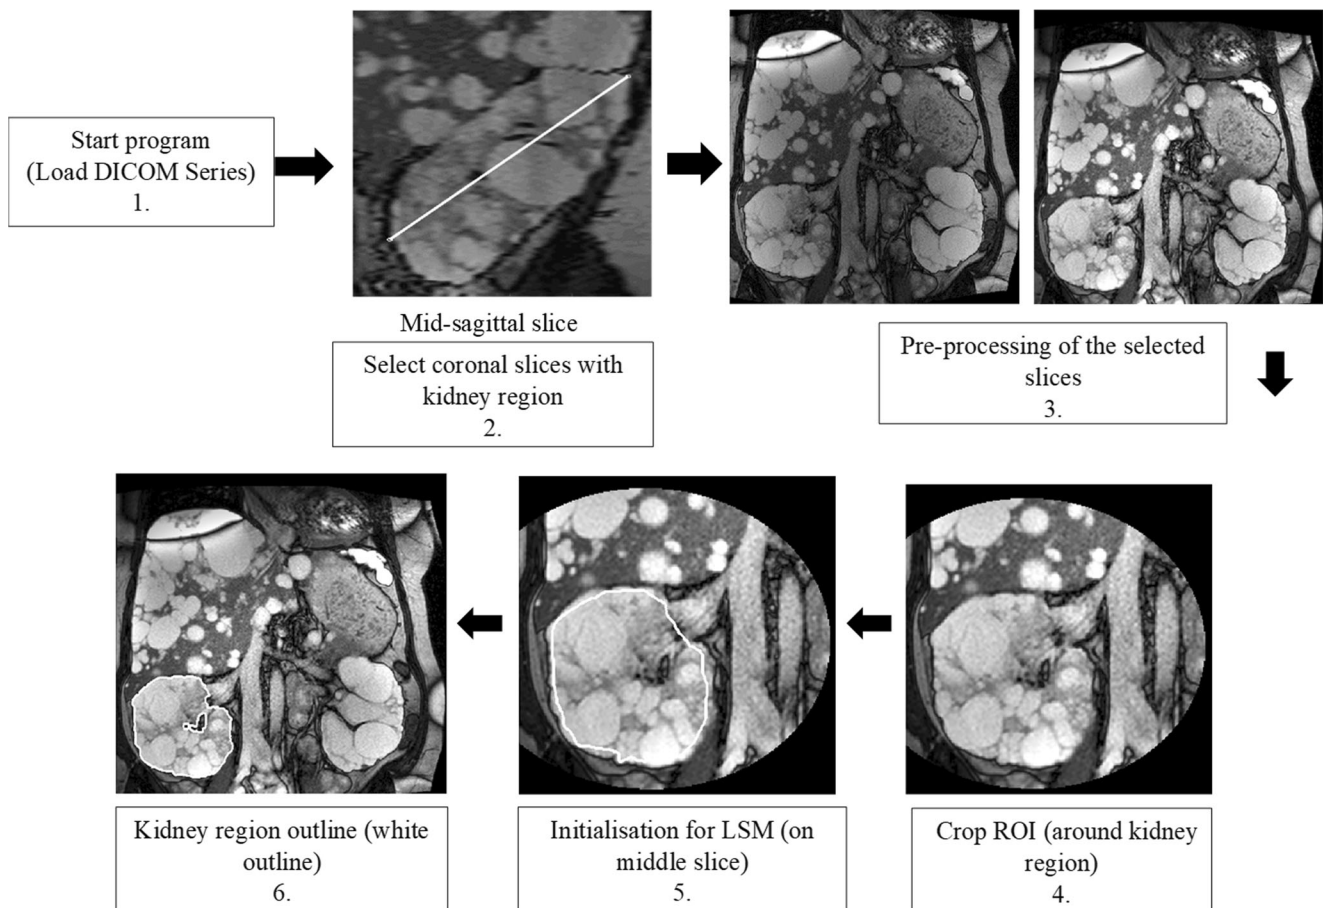 Start program
(Load DICOM Series)
1.
Mid-sagittal slice
Select coronal slices with
kidney region
2.
Pre-processing of the selected
slices
3.
Crop ROI (around kidney
region)
4.
Initialisation for LSM (on
middle slice)
5.
Kidney region outline (white
outline)
6.